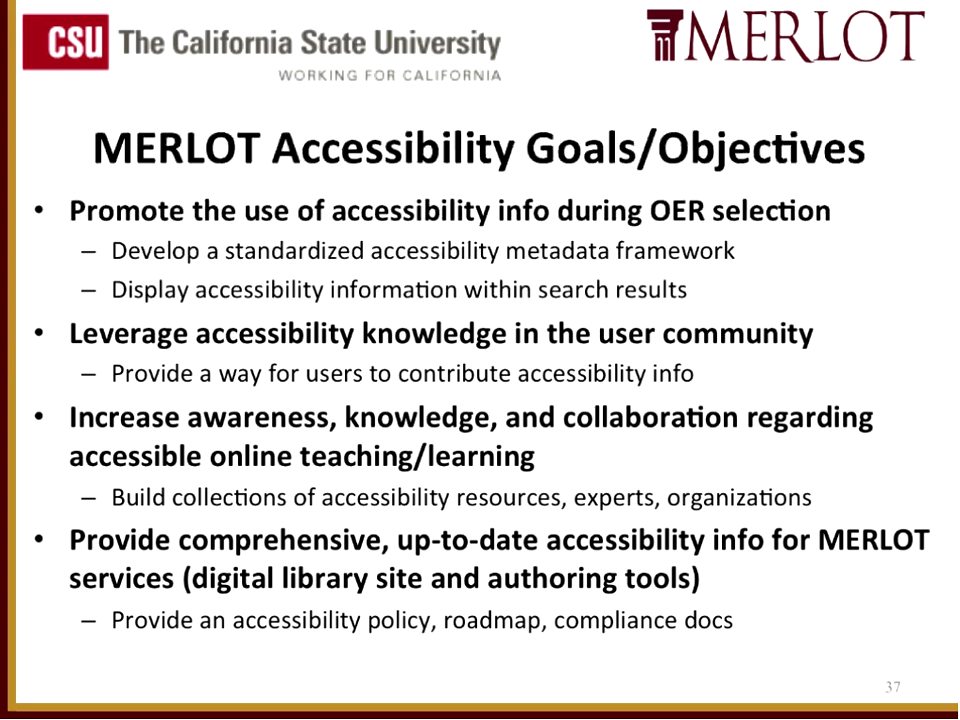 CSU The California State University
WORKING FOR CALIFORNIA
MERLOT
MERLOT Accessibility Goals/Objectives
• Promote the use of accessibility info during OER selection
– Develop a standardized accessibility metadata framework
– Display accessibility information within search results
• Leverage accessibility knowledge in the user community
– Provide a way for users to contribute accessibility info
• Increase awareness, knowledge, and collaboration regarding
accessible online teaching/learning
– Build collections of accessibility resources, experts, organizations
• Provide comprehensive, up-to-date accessibility info for MERLOT
services (digital library site and authoring tools)
– Provide an accessibility policy, roadmap, compliance docs
37